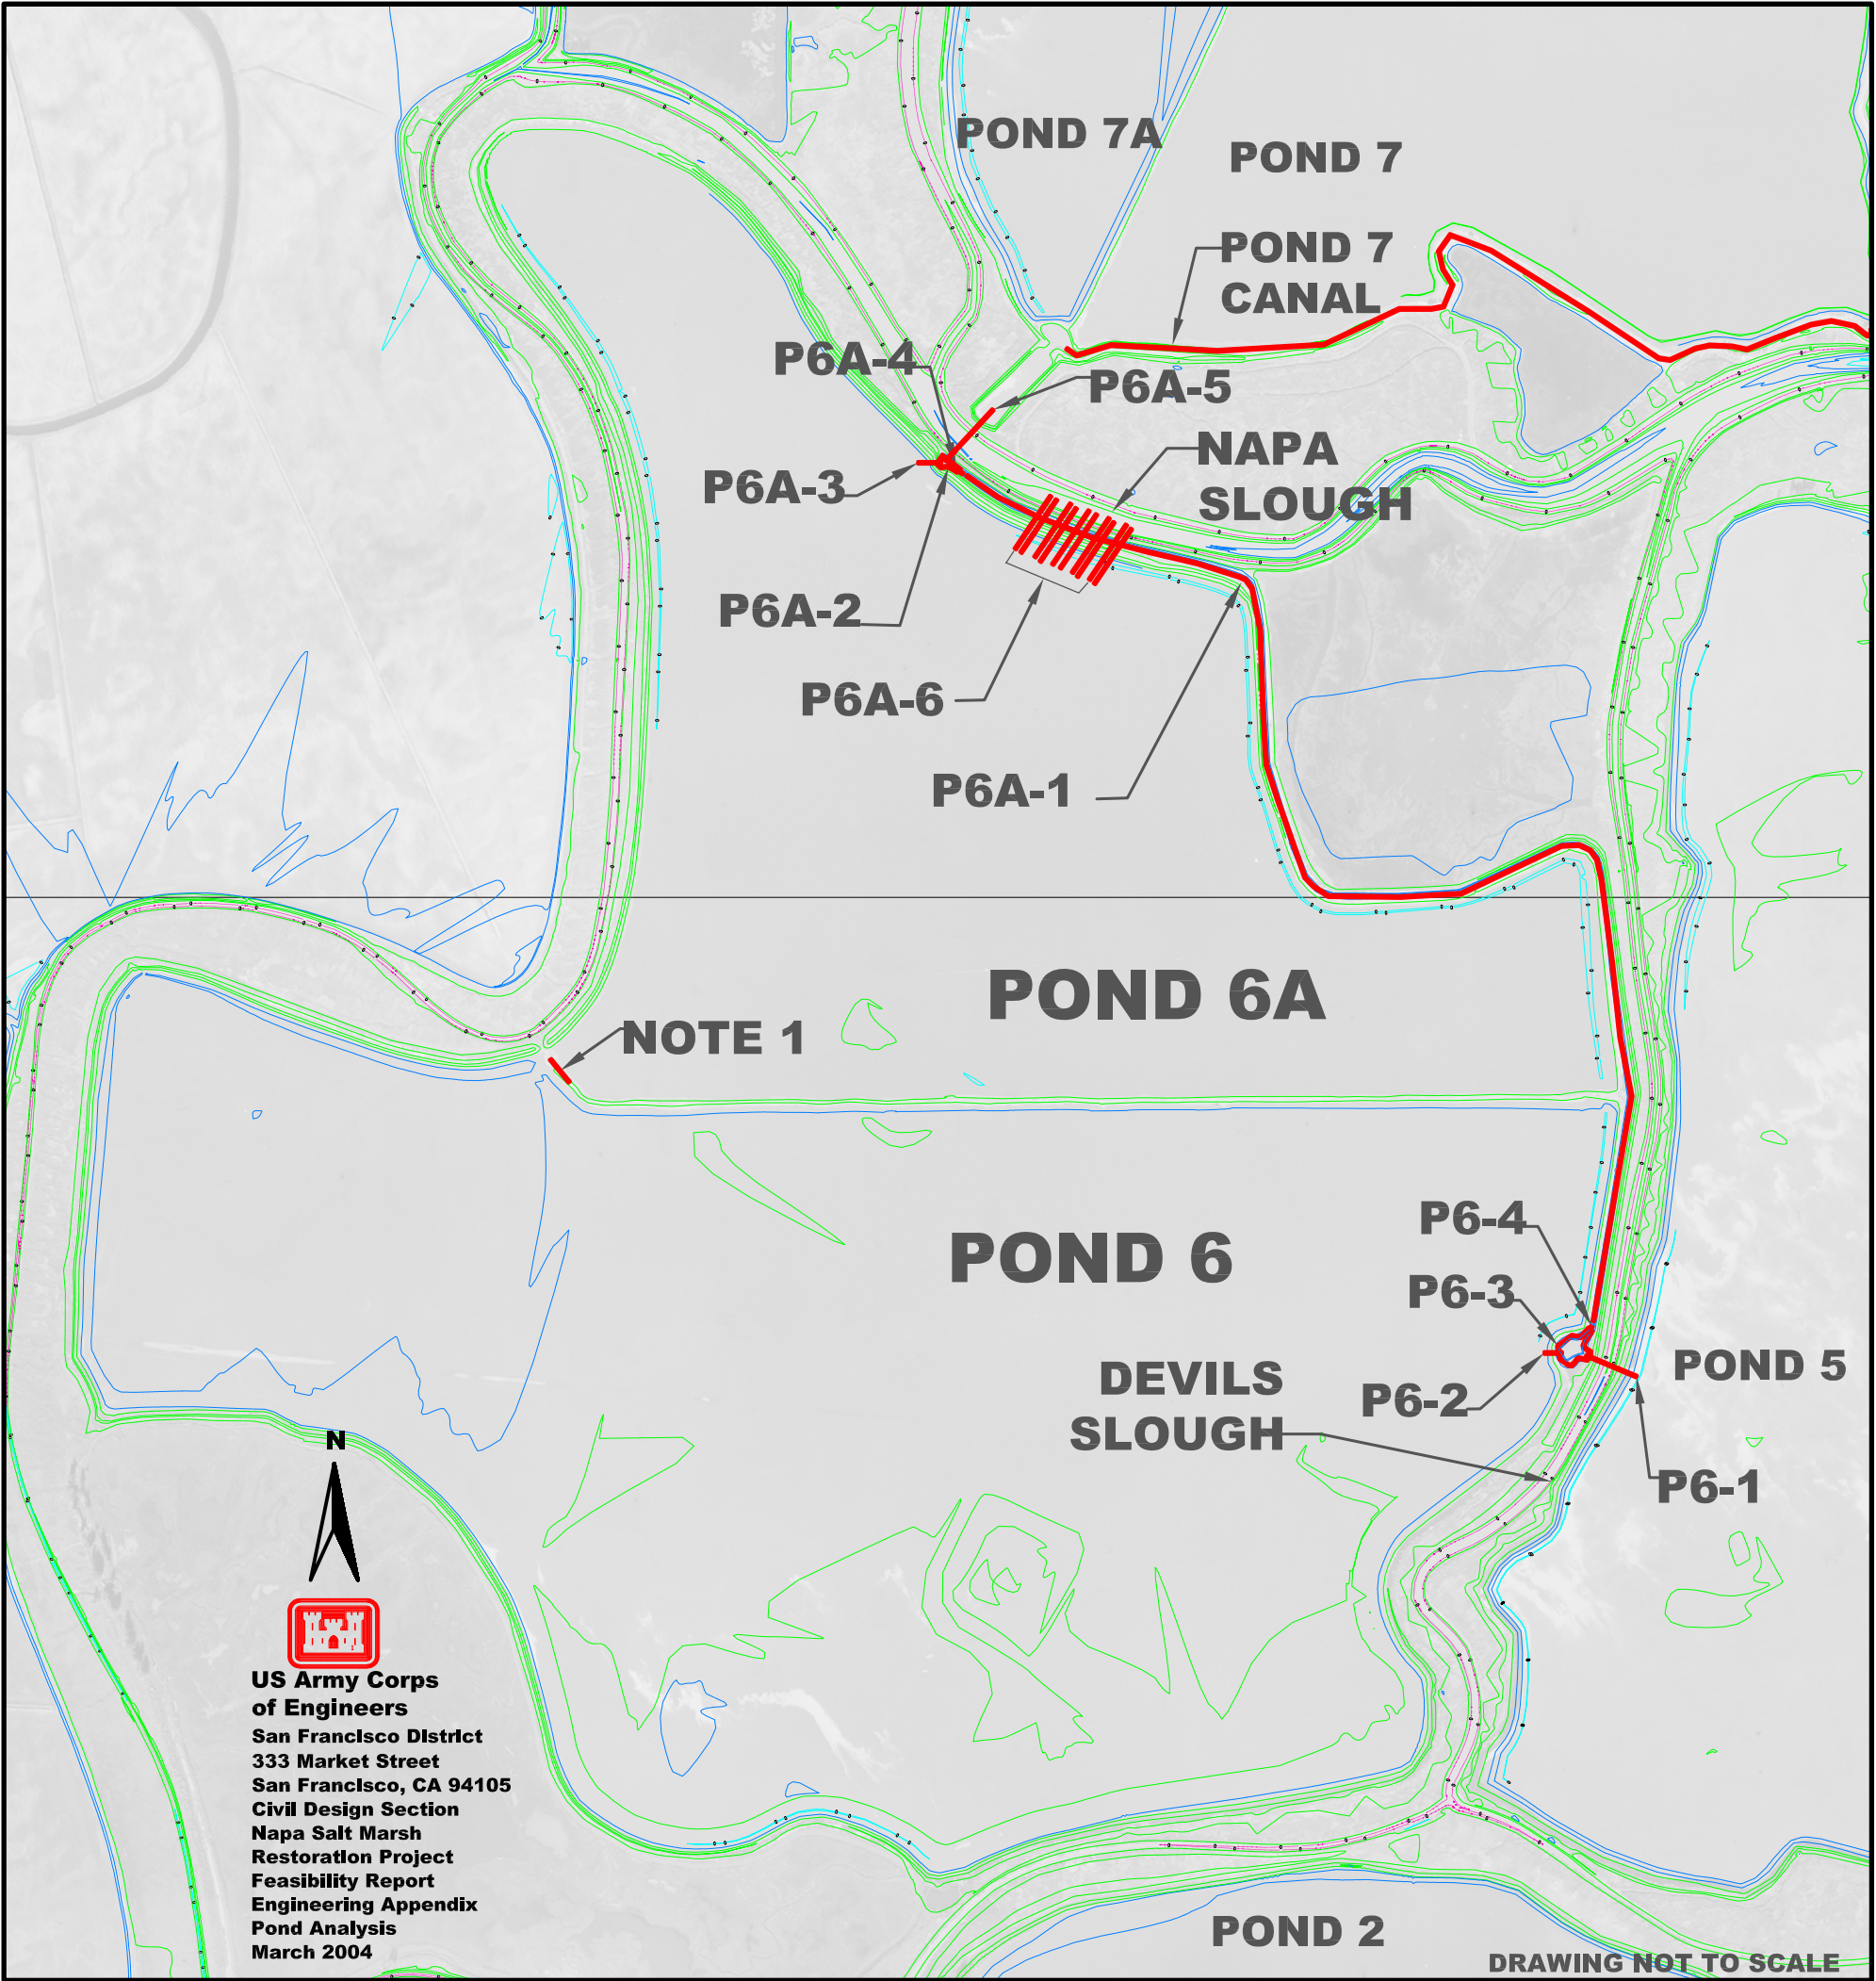 POND 7A
POND 7
POND 7
CANAL
P6A-4
P6A-5
NAPA
SLOUGH
P6A-3
P6A-2
P6A-6
P6A-1
POND 6A
NOTE 1
POND 6
P6-4
P6-3
POND 5
DEVILS
SLOUGH
P6-2
P6-1
N
US Army Corps
of Engineers
San Francisco District
333 Market Street
San Francisco, CA 94105
Civil Design Section
Napa Salt Marsh
Restoration Project
Feasibility Report
Engineering Appendix
Pond Analysis
March 2004
POND 2
DRAWING NOT TO SCALE